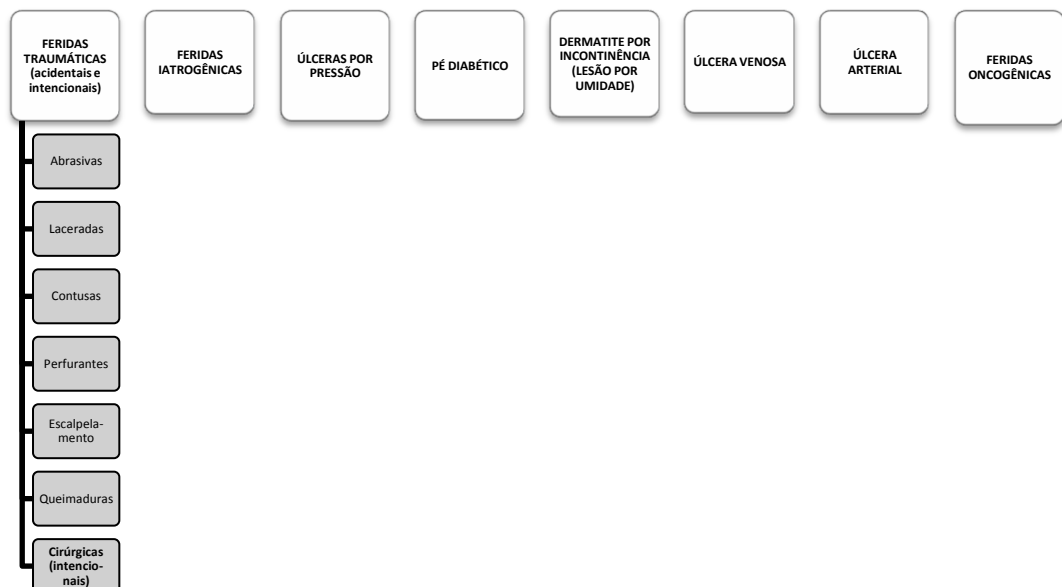 FERIDAS
TRAUMÁTICAS
(acidentais e
intencionais)
FERIDAS
IATROGÊNICAS
ÚLCERAS POR
PRESSÃO
PÉ DIABÉTICO
DERMATITE POR
INCONTINÊNCIA
(LESÃO POR
UMIDADE)
ÚLCERA VENOSA
ÚLCERA
ARTERIAL
FERIDAS
ONCOGÊNICAS
Abrasivas
Laceradas
Contusas
Perfurantes
Escalpela-
mento
Queimaduras
Cirúrgicas
(intencio-
nais)